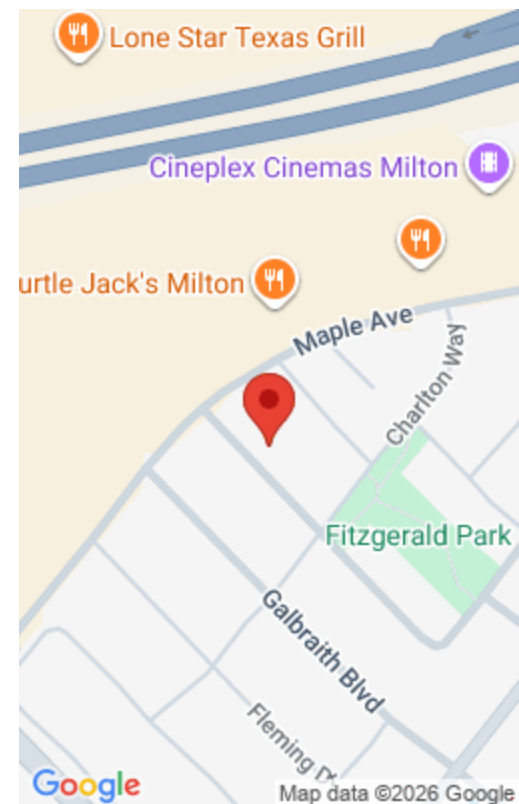 Lone Star Texas Grill
Cineplex Cinemas Milton
urtle Jack's Milton
Maple Ave
Charlton Way
Fitzgerald Park
Galbraith Blvd
Fleming D
Google
Map data ©2026 Google